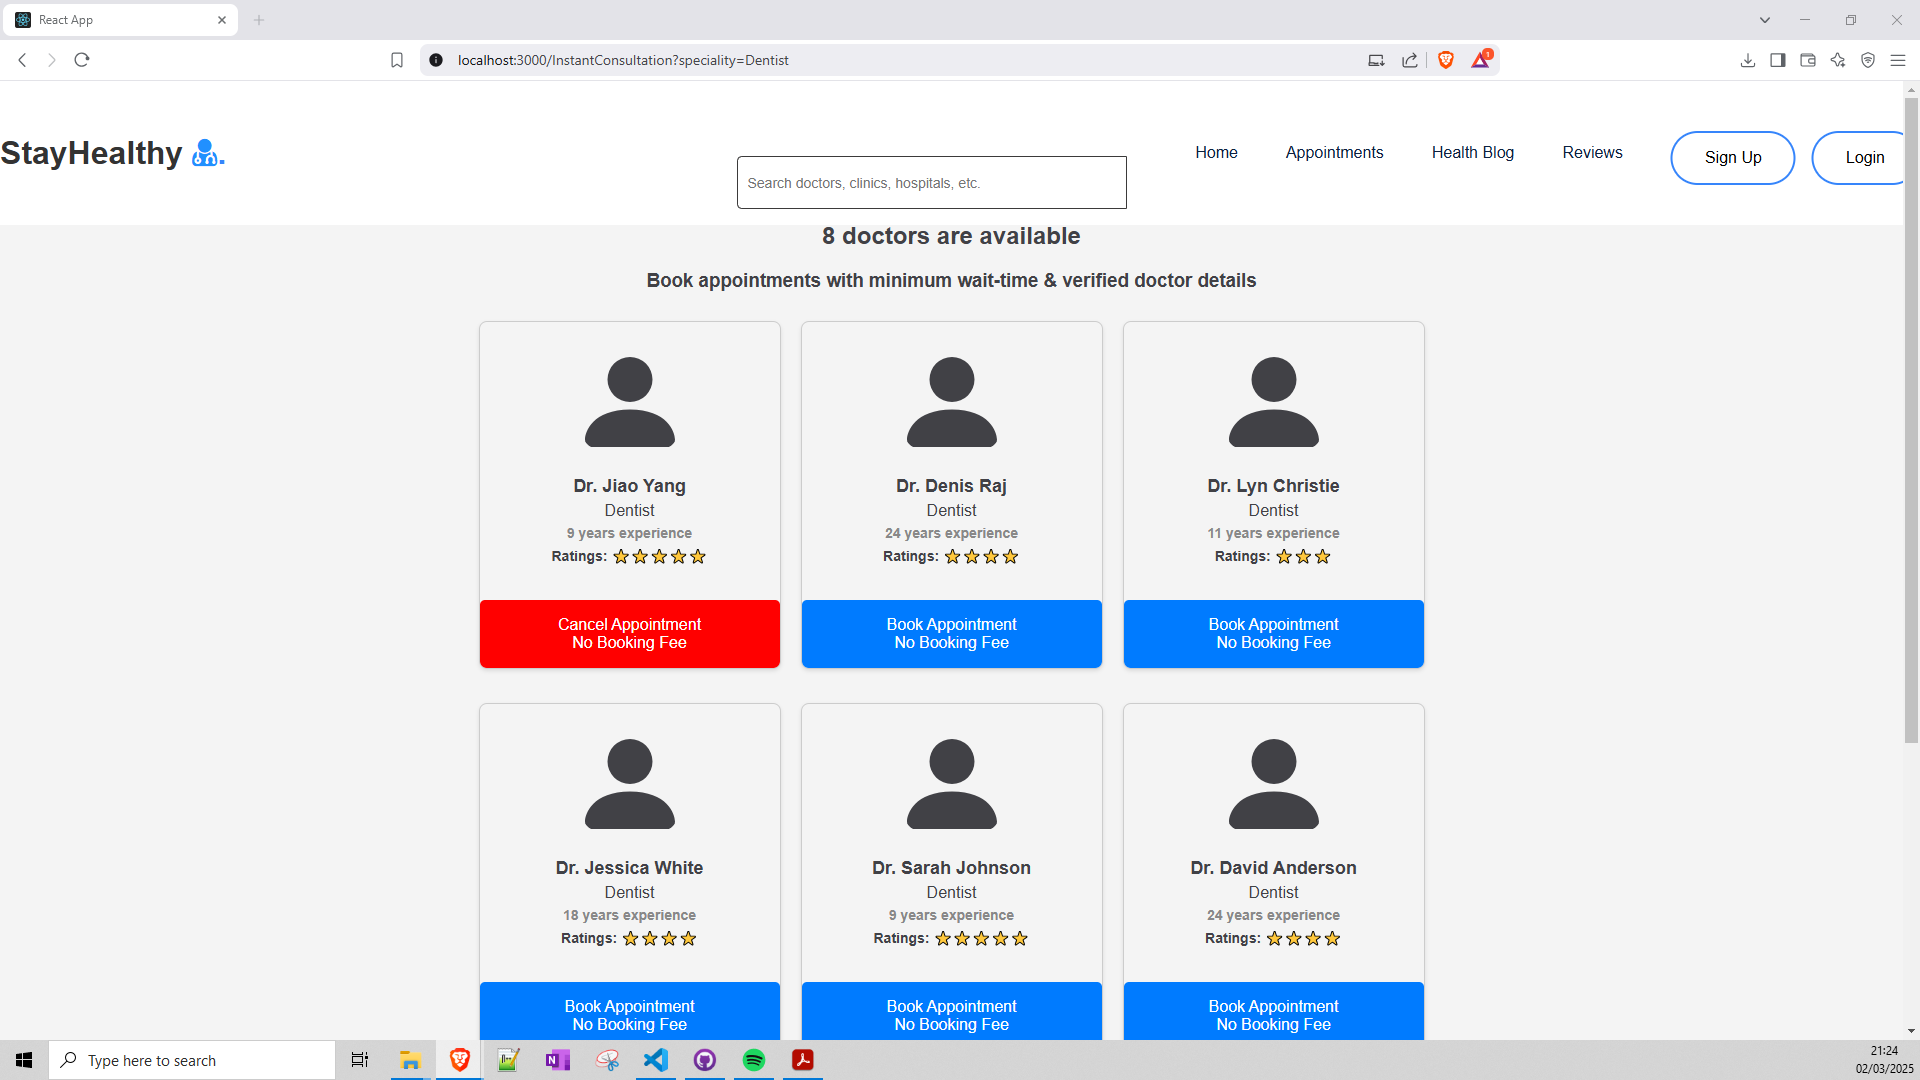 React App
localhost:3000/InstantConsultation?speciality=Dentist
1
StayHealthy .
Search doctors, clinics, hospitals, etc.
Home
Appointments
Health Blog
Reviews
Sign Up
Login
8 doctors are available
Book appointments with minimum wait-time & verified doctor details
Dr. Jiao Yang
Dentist
9 years experience
Ratings:
Cancel Appointment
No Booking Fee
Dr. Denis Raj
Dentist
24 years experience
Ratings:
Book Appointment
No Booking Fee
Dr. Lyn Christie
Dentist
11 years experience
Ratings:
Book Appointment
No Booking Fee
Dr. Jessica White
Dentist
18 years experience
Ratings:
Book Appointment
No Booking Fee
Dr. Sarah Johnson
Dentist
9 years experience
Ratings:
Book Appointment
No Booking Fee
Dr. David Anderson
Dentist
24 years experience
Ratings:
Book Appointment
No Booking Fee
Type here to search
21:24
02/03/2025